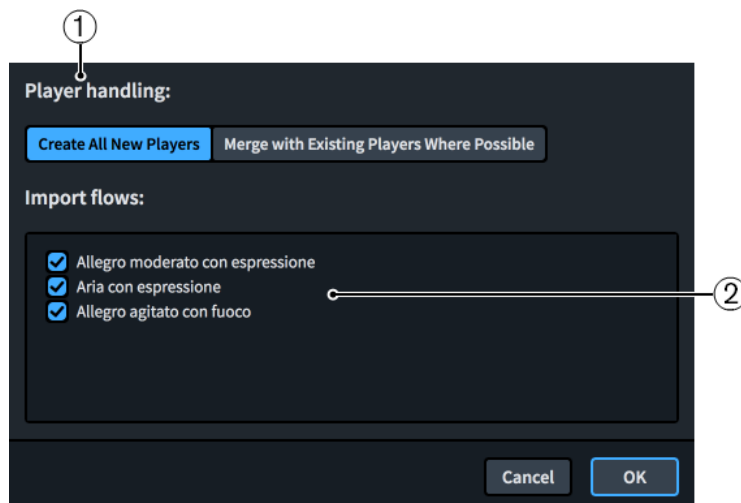 1
Player handling:
Create All New Players Merge with Existing Players Where Possible
Import flows:
Allegro moderato con espressione
Aria con espressione
Allegro agitato con fuoco
2
Cancel OK